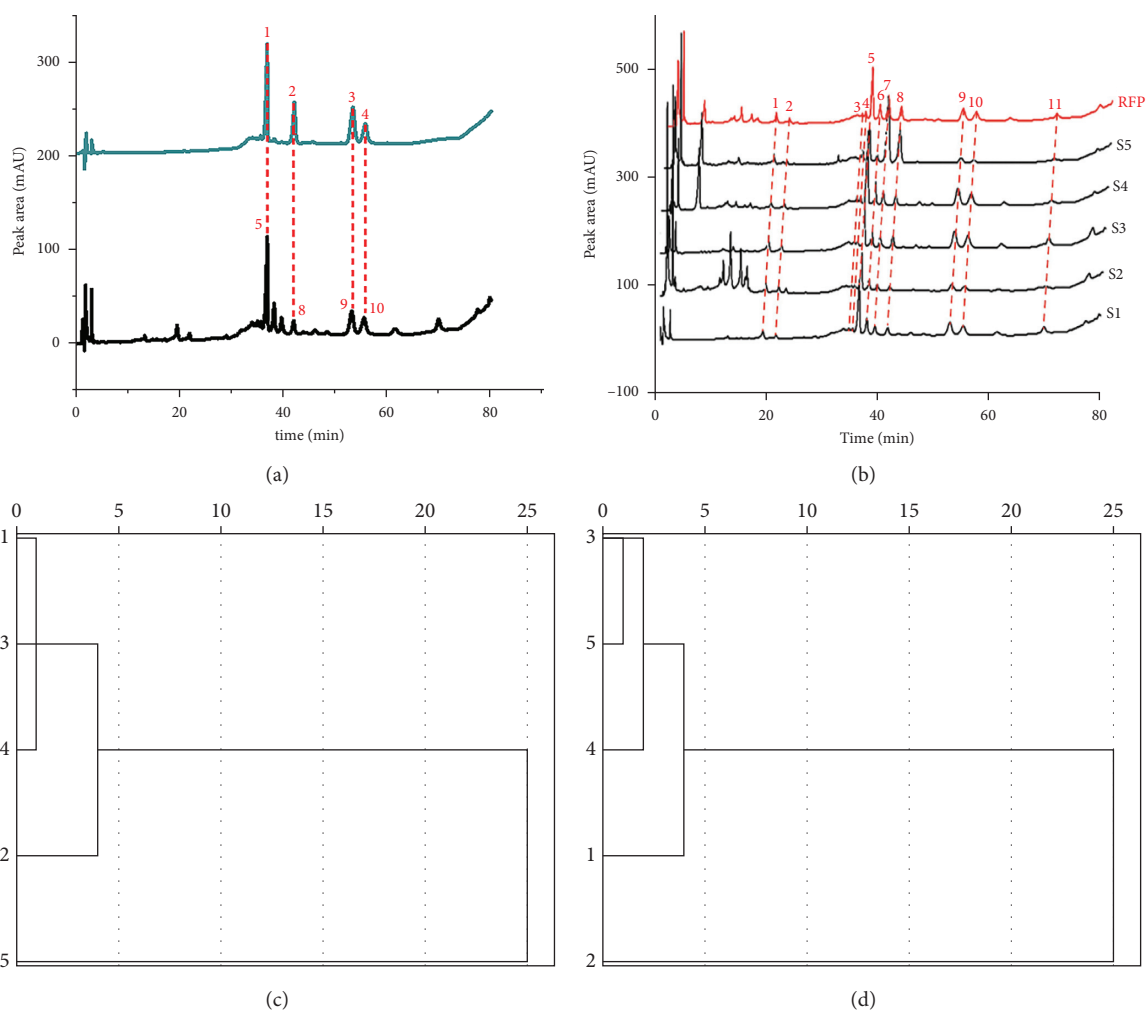 300
200
100
0
Peak area (mAU)
1
2
3
4
5
8
9
10
0 20 40 60 80
time (min)
(a)
500
300
100
−100
Peak area (mAU)
5
7
1 2 3 4 6 8 9 10 11
RFP
S5
S4
S3
S2
S1
0 20 40 60 80
Time (min)
(b)
0 5 10 15 20 25
1
3
4
2
5
(c)
0 5 10 15 20 25
3
5
4
1
2
(d)